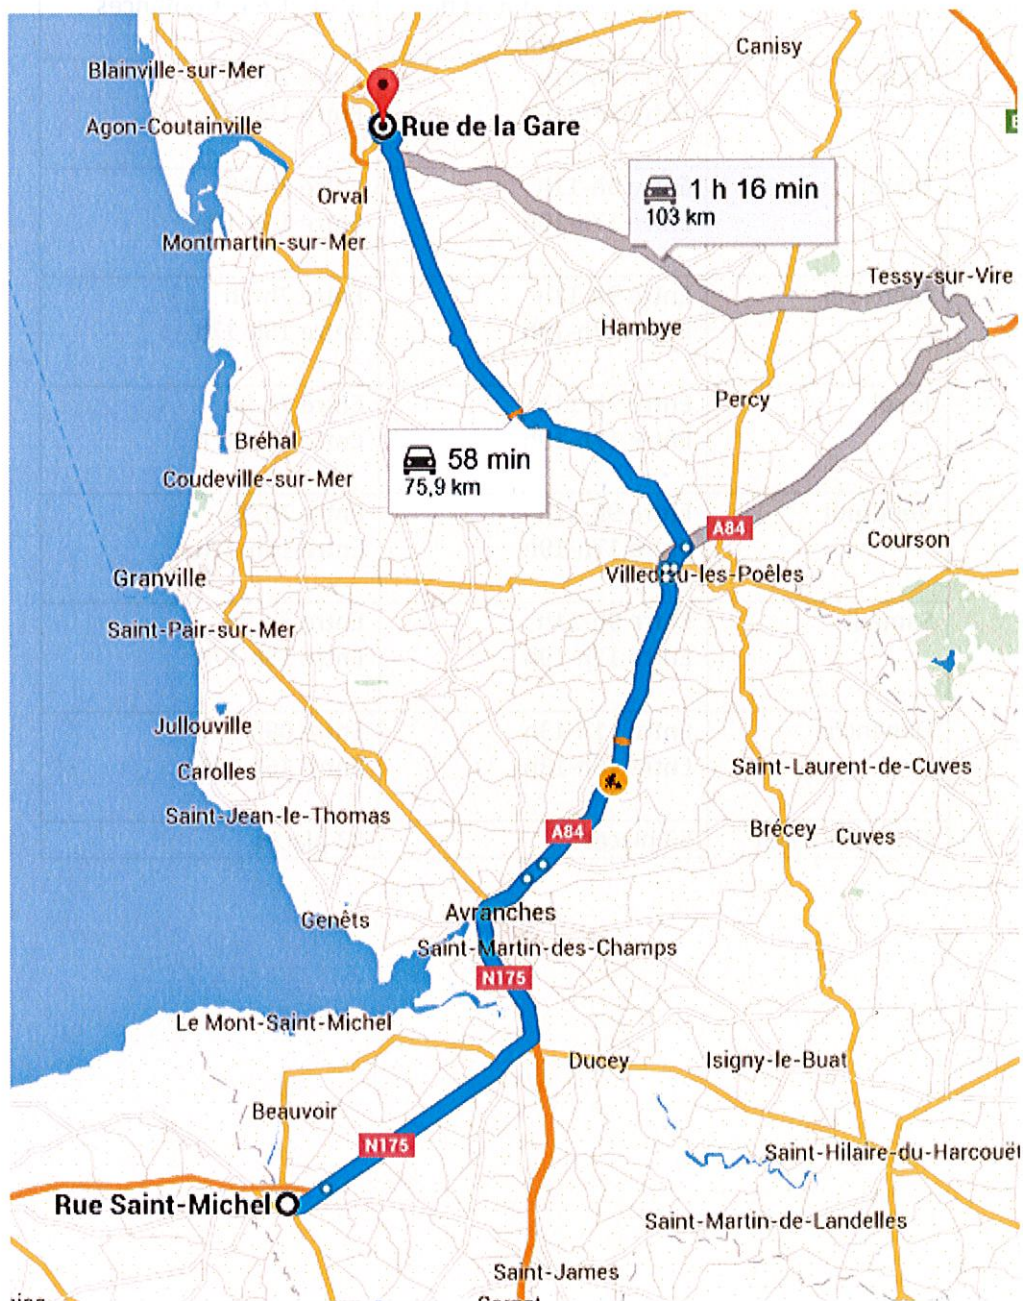 Canisy
Blainville-sur-Mer
Agon-Coutainville
Rue de la Gare
1 h 16 min
103 km
Orval
Montmartin-sur-Mer
Tessy-sur-Vire
Hambye
Percy
Bréhal
58 min
75,9 km
Coudeville-sur-Mer
A84
Courson
Granville
Villedieu-les-Poêles
Saint-Pair-sur-Mer
Jullouville
Carolles
Saint-Laurent-de-Cuves
Saint-Jean-le-Thomas
A84
Brécey
Cuves
Genêts
Avranches
Saint-Martin-des-Champs
N175
Le Mont-Saint-Michel
Ducey
Isigny-le-Buat
Beauvoir
N175
Saint-Hilaire-du-Harcouët
Rue Saint-Michel
Saint-Martin-de-Landelles
Saint-James